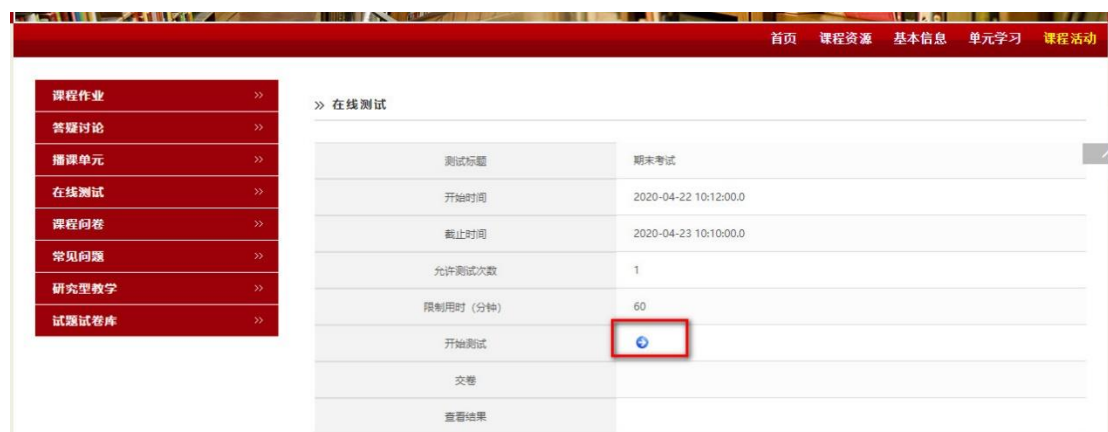 首页 课程资源 基本信息 单元学习 课程活动
课程作业 »
答疑讨论 »
播课单元 »
在线测试 »
课程问卷 »
常见问题 »
研究型教学 »
试题试卷库 »
» 在线测试
测试标题 期末考试
开始时间 2020-04-22 10:12:00.0
截止时间 2020-04-23 10:10:00.0
允许测试次数 1
限制用时（分钟） 60
开始测试
交卷
查看结果